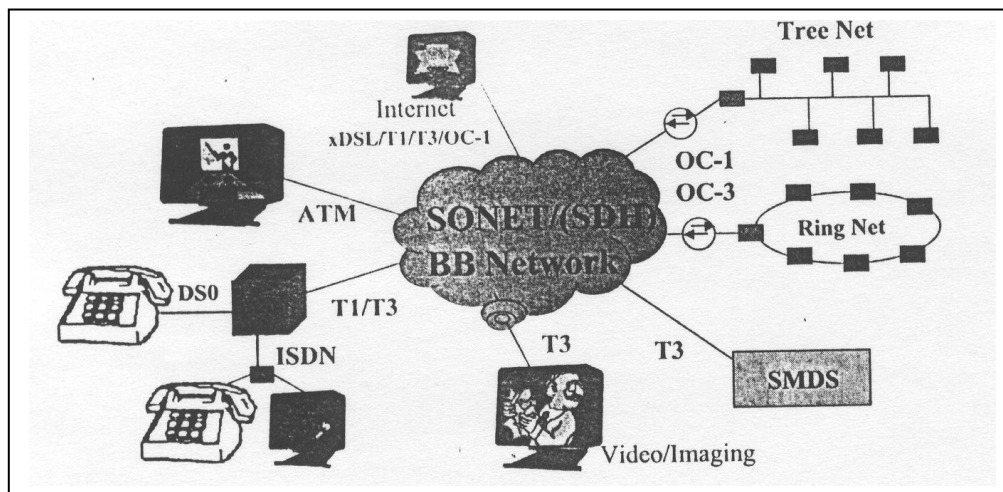 Tree Net
Internet
xDSL/T1/T3/OC-1
OC-1
OC-3
ATM
SONET/(SDH)
BB Network
Ring Net
DS0
T1/T3
ISDN
T3
T3
SMDS
Video/Imaging